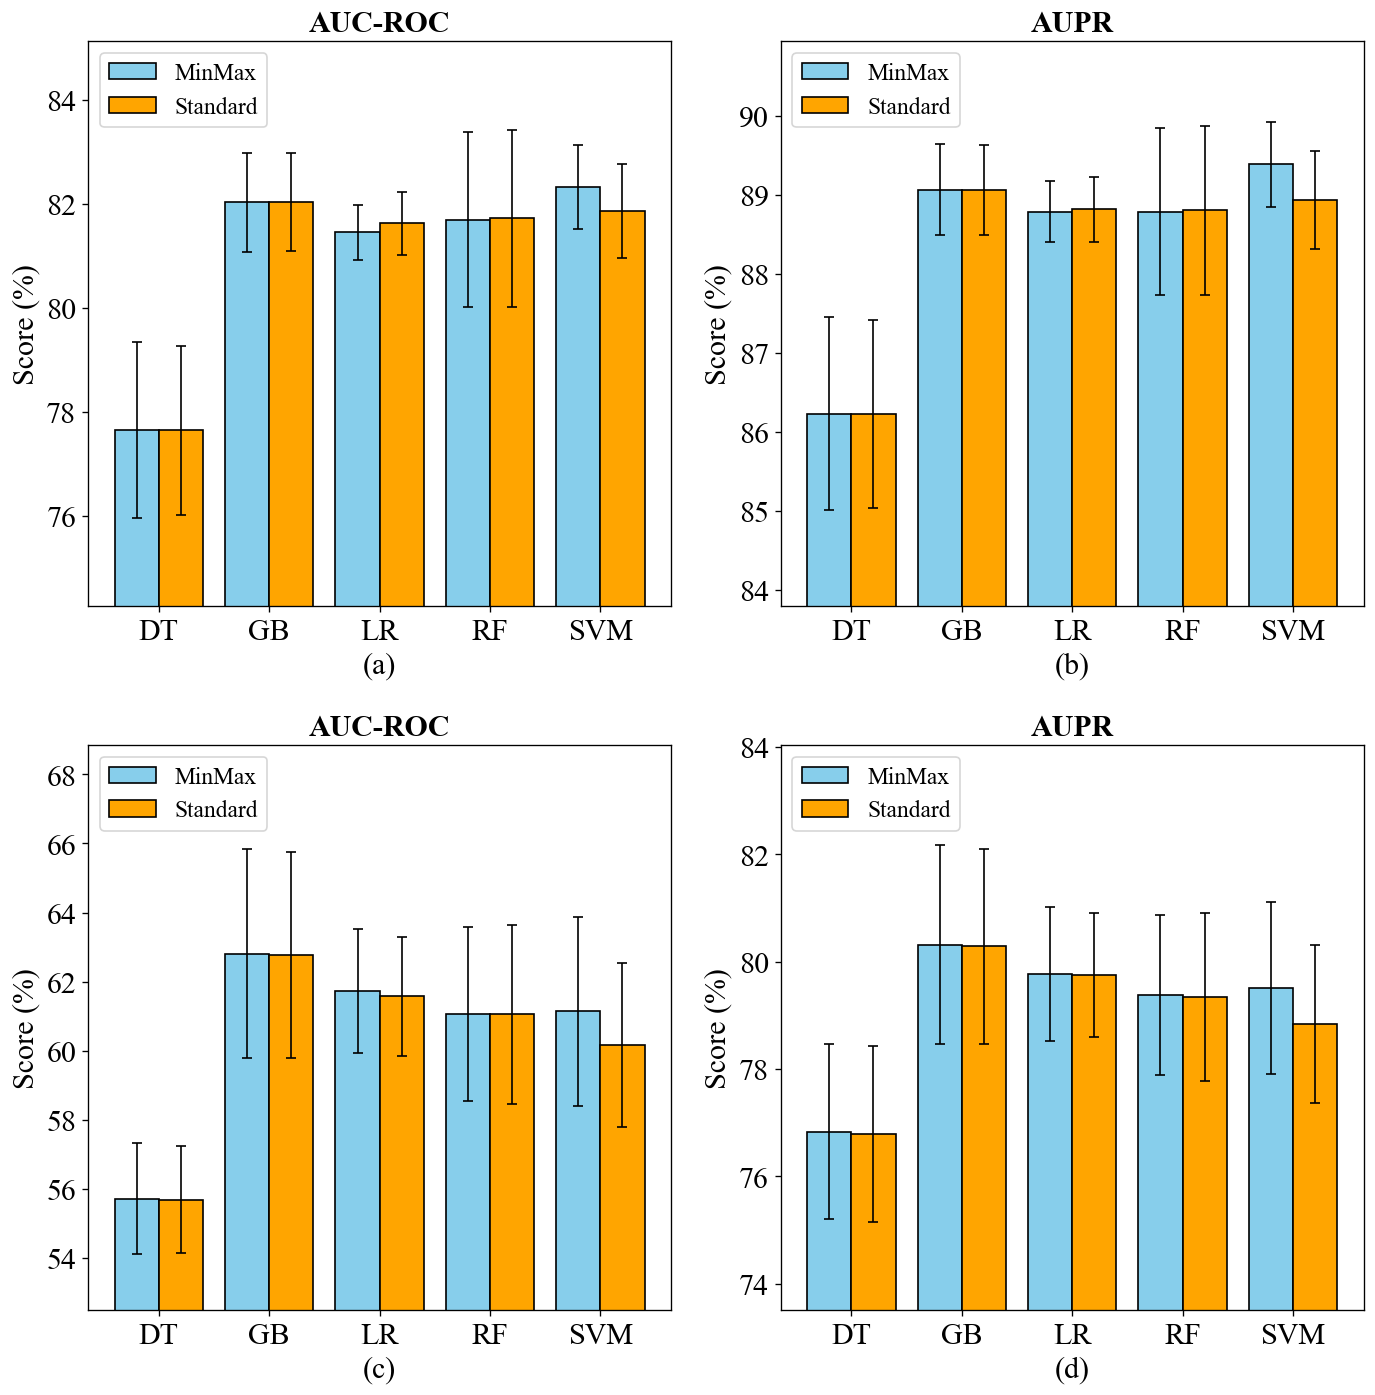 AUC-ROC
MinMax
Standard
Score (%)
84
82
80
78
76
DT GB LR RF SVM
(a)
AUPR
MinMax
Standard
Score (%)
90
89
88
87
86
85
84
DT GB LR RF SVM
(b)
AUC-ROC
MinMax
Standard
Score (%)
68
66
64
62
60
58
56
54
DT GB LR RF SVM
(c)
AUPR
MinMax
Standard
Score (%)
84
82
80
78
76
74
DT GB LR RF SVM
(d)